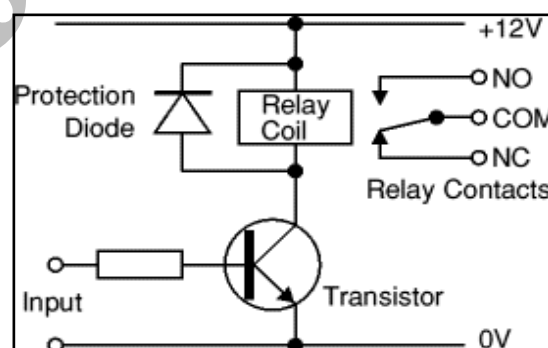 +12V
NO
Protection
Diode
Relay
Coil
COM
NC
Relay Contacts
Input
Transistor
0V